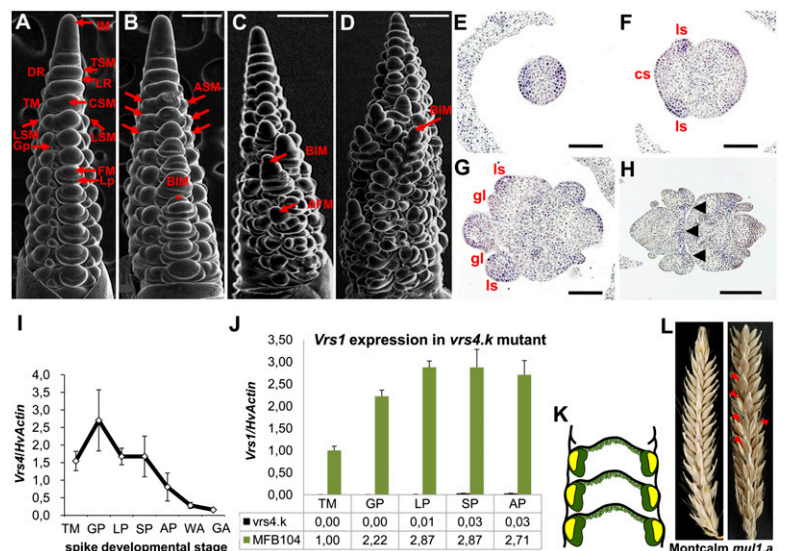 A
IM
TSM
DR
LR
TM
CSM
LSM
LSM
Gp
FM
Lp
B
ASM
BIM
C
BIM
AFM
D
BIM
E
F
ls
cs
ls
G
ls
gl
gl
ls
H
I
4,0
3,5
3,0
2,5
2,0
1,5
1,0
0,5
0,0
Vrs4/HvActin
TM GP LP SP AP WA GA
spike developmental stage
J
Vrs1 expression in vrs4.k mutant
3,50
3,00
2,50
2,00
1,50
1,00
0,50
0,00
Vrs1/HvActin
TM GP LP SP AP
vrs4.k 0,00 0,00 0,01 0,03 0,03
MFB104 1,00 2,22 2,87 2,87 2,71
K
L
Montcalm mul1.a